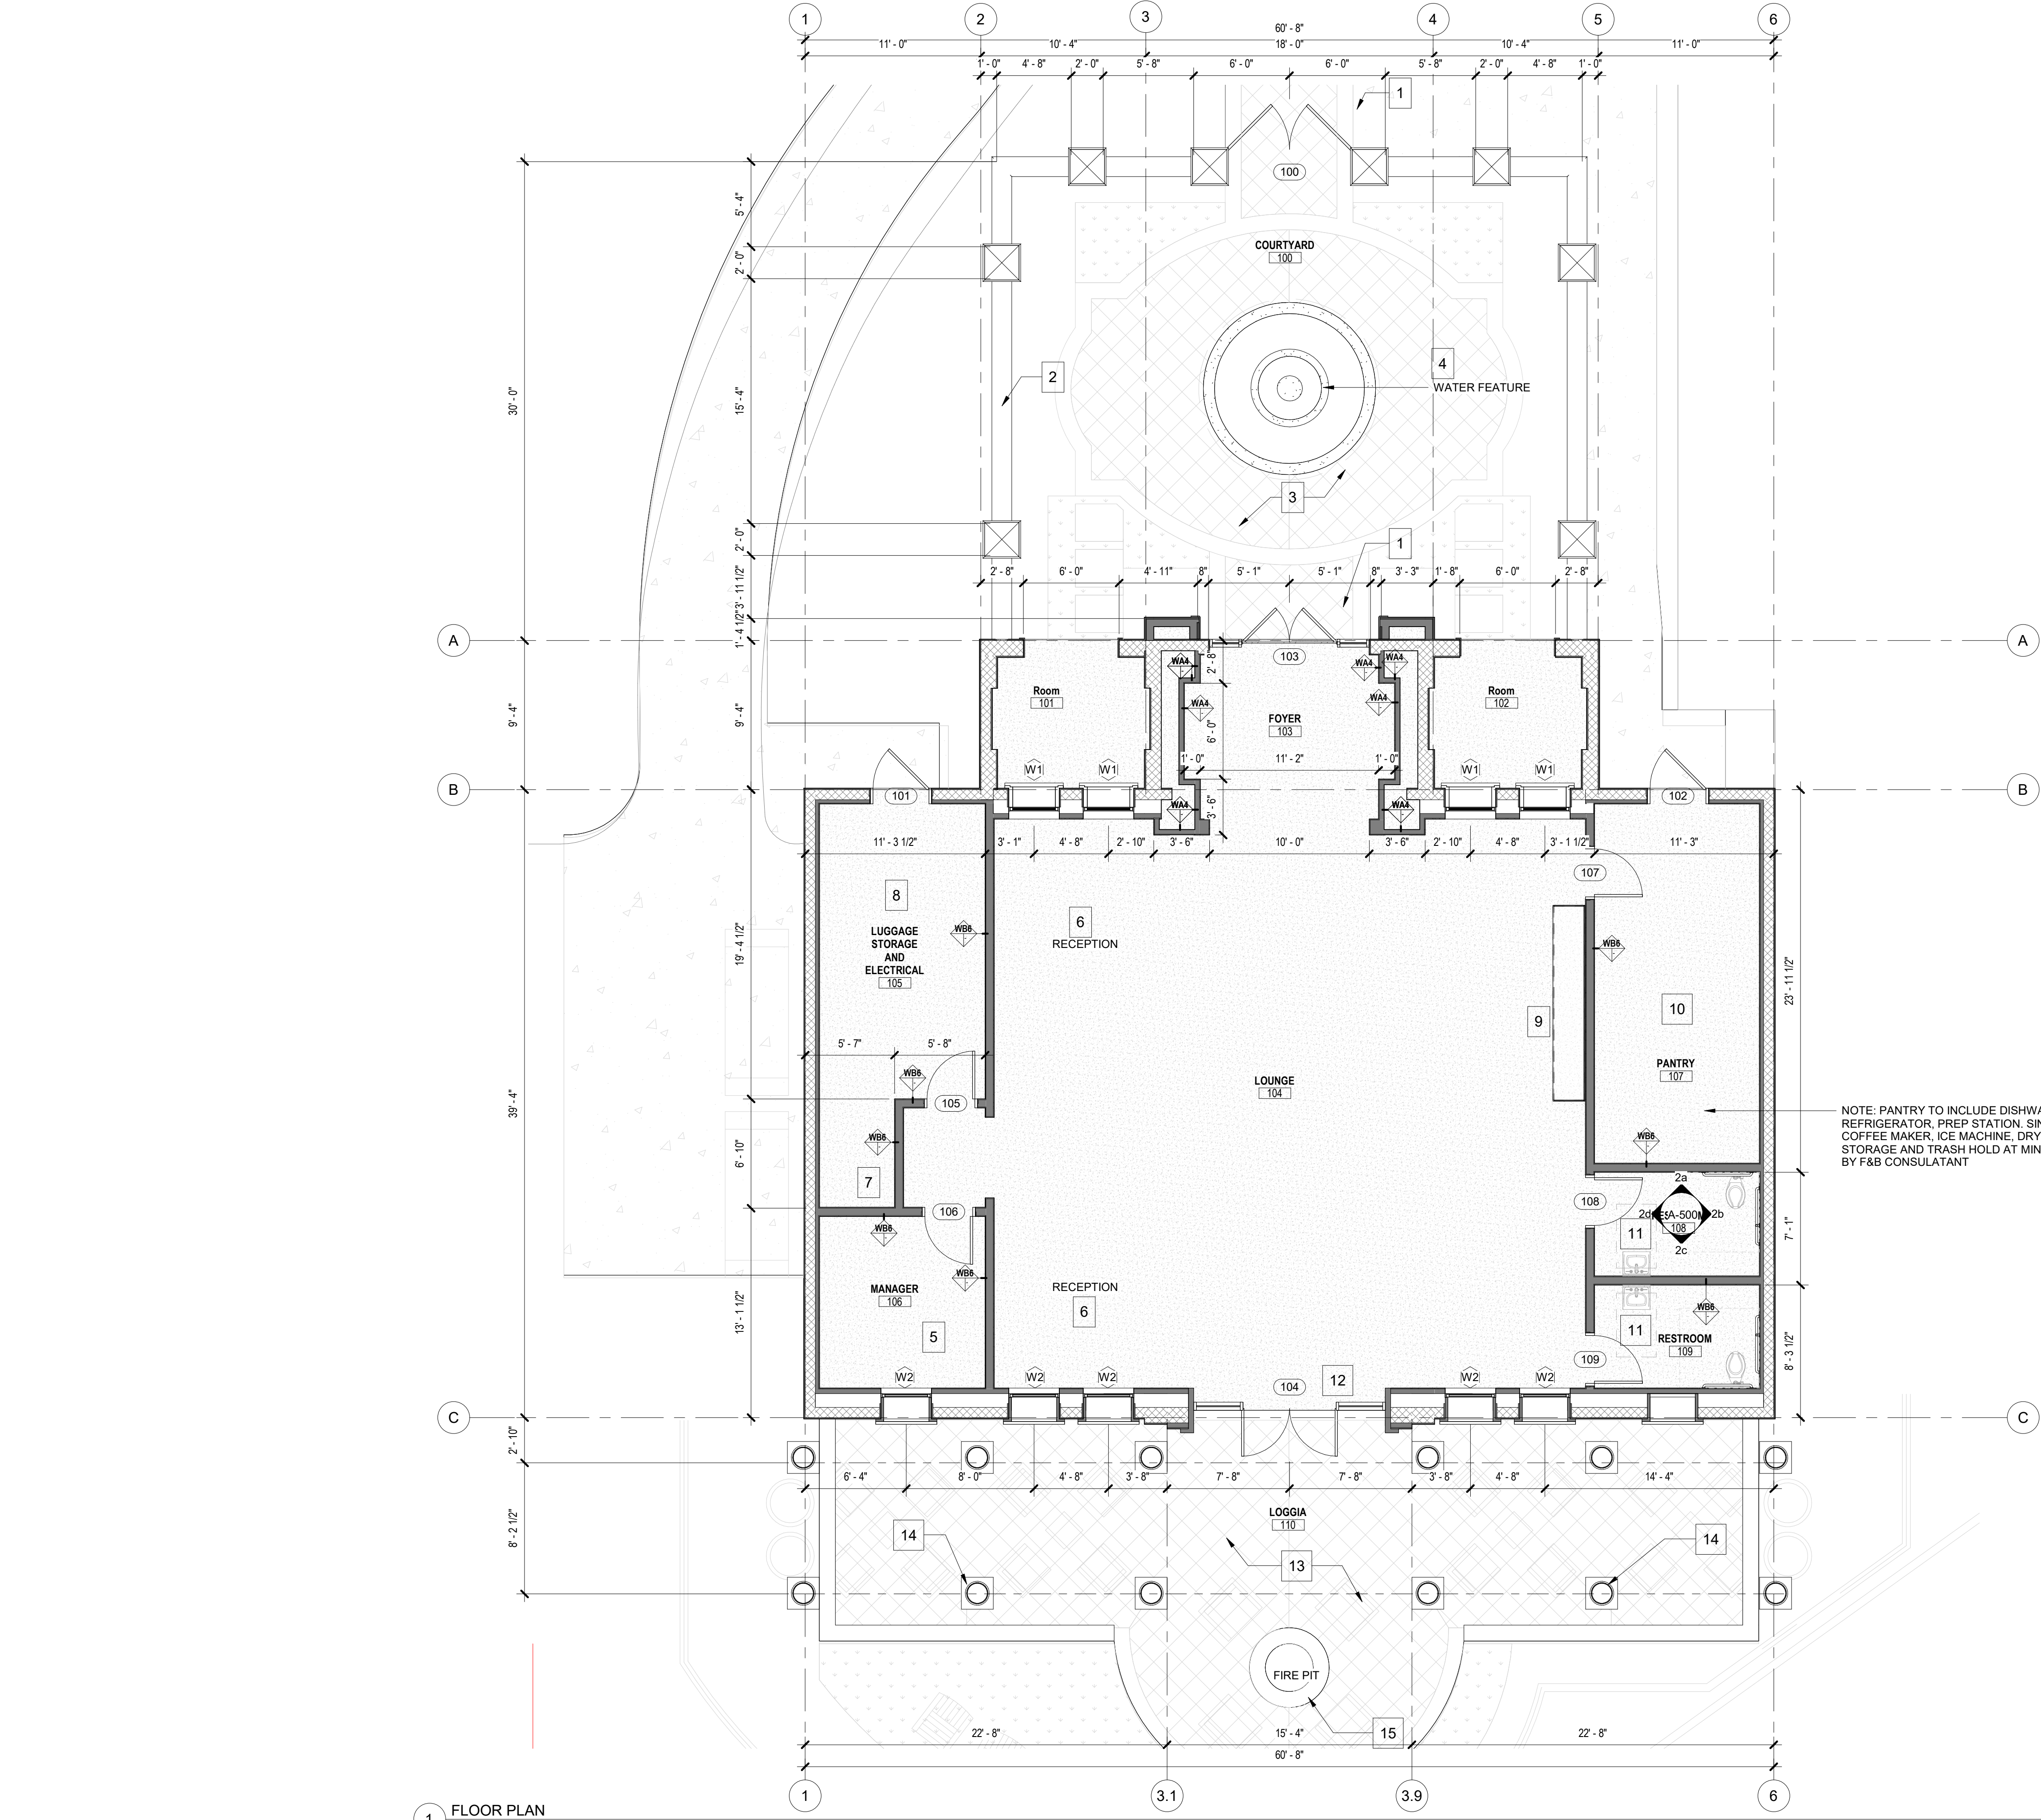 1 2 3 4 5 6
60' - 8"
11' - 0" 10' - 4" 18' - 0" 10' - 4" 11' - 0"
1' - 0" 4' - 8" 2' - 0" 5' - 8" 6' - 0" 6' - 0" 5' - 8" 2' - 0" 4' - 8" 1' - 0"
1
100
5' - 4"
COURTYARD
100
2' - 0"
4
2
WATER FEATURE
30' - 0"
15' - 4"
3
2' - 0"
1
3' - 11 1/2"
2' - 8" 6' - 0" 4' - 11" 8" 5' - 1" 5' - 1" 8" 3' - 3" 1' - 8" 6' - 0" 2' - 8"
1' - 4 1/2"
A A
103
WA4 WA4 WA4
2' - 8"
Room
101
Room
102
WA4 WA4
FOYER
103
9' - 4" 9' - 4"
6' - 0"
1' - 0" 11' - 2" 1' - 0"
W1 W1 W1 W1
B B
101 102
WA4 WA4
3' - 6"
11' - 3 1/2" 3' - 1" 4' - 8" 2' - 10" 3' - 6" 10' - 0" 3' - 6" 2' - 10" 4' - 8" 3' - 1 1/2" 11' - 3"
107
8
6
RECEPTION
LUGGAGE
STORAGE
AND
ELECTRICAL
105
WB6
WB6
19' - 4 1/2"
23' - 11 1/2"
9
10
5' - 7" 5' - 8"
PANTRY
107
WB6
LOUNGE
104
105
39' - 4"
NOTE: PANTRY TO INCLUDE
REFRIGERATOR, PREP STATION.
COFFEE MAKER, ICE MACHINE, DRY
STORAGE AND TRASH HOLD AT
BY F&B CONSULATANT
WB6
WB6
6' - 10"
7
2a
108
106
2d A-500 2b
108
2c
11
WB6
7' - 1"
WB6
MANAGER
106
RECEPTION
6
13' - 1 1/2"
5
WB6
11
RESTROOM
109
8' - 3 1/2"
109
W2 W2 W2 W2 W2
104
12
C C
2' - 10"
6' - 4" 8' - 0" 4' - 8" 3' - 8" 7' - 8" 7' - 8" 3' - 8" 4' - 8" 14' - 4"
8' - 2 1/2"
LOGGIA
110
14
13
14
FIRE PIT
15
22' - 8" 15' - 4" 22' - 8"
60' - 8"
1 3.1 3.9 6
1 FLOOR PLAN